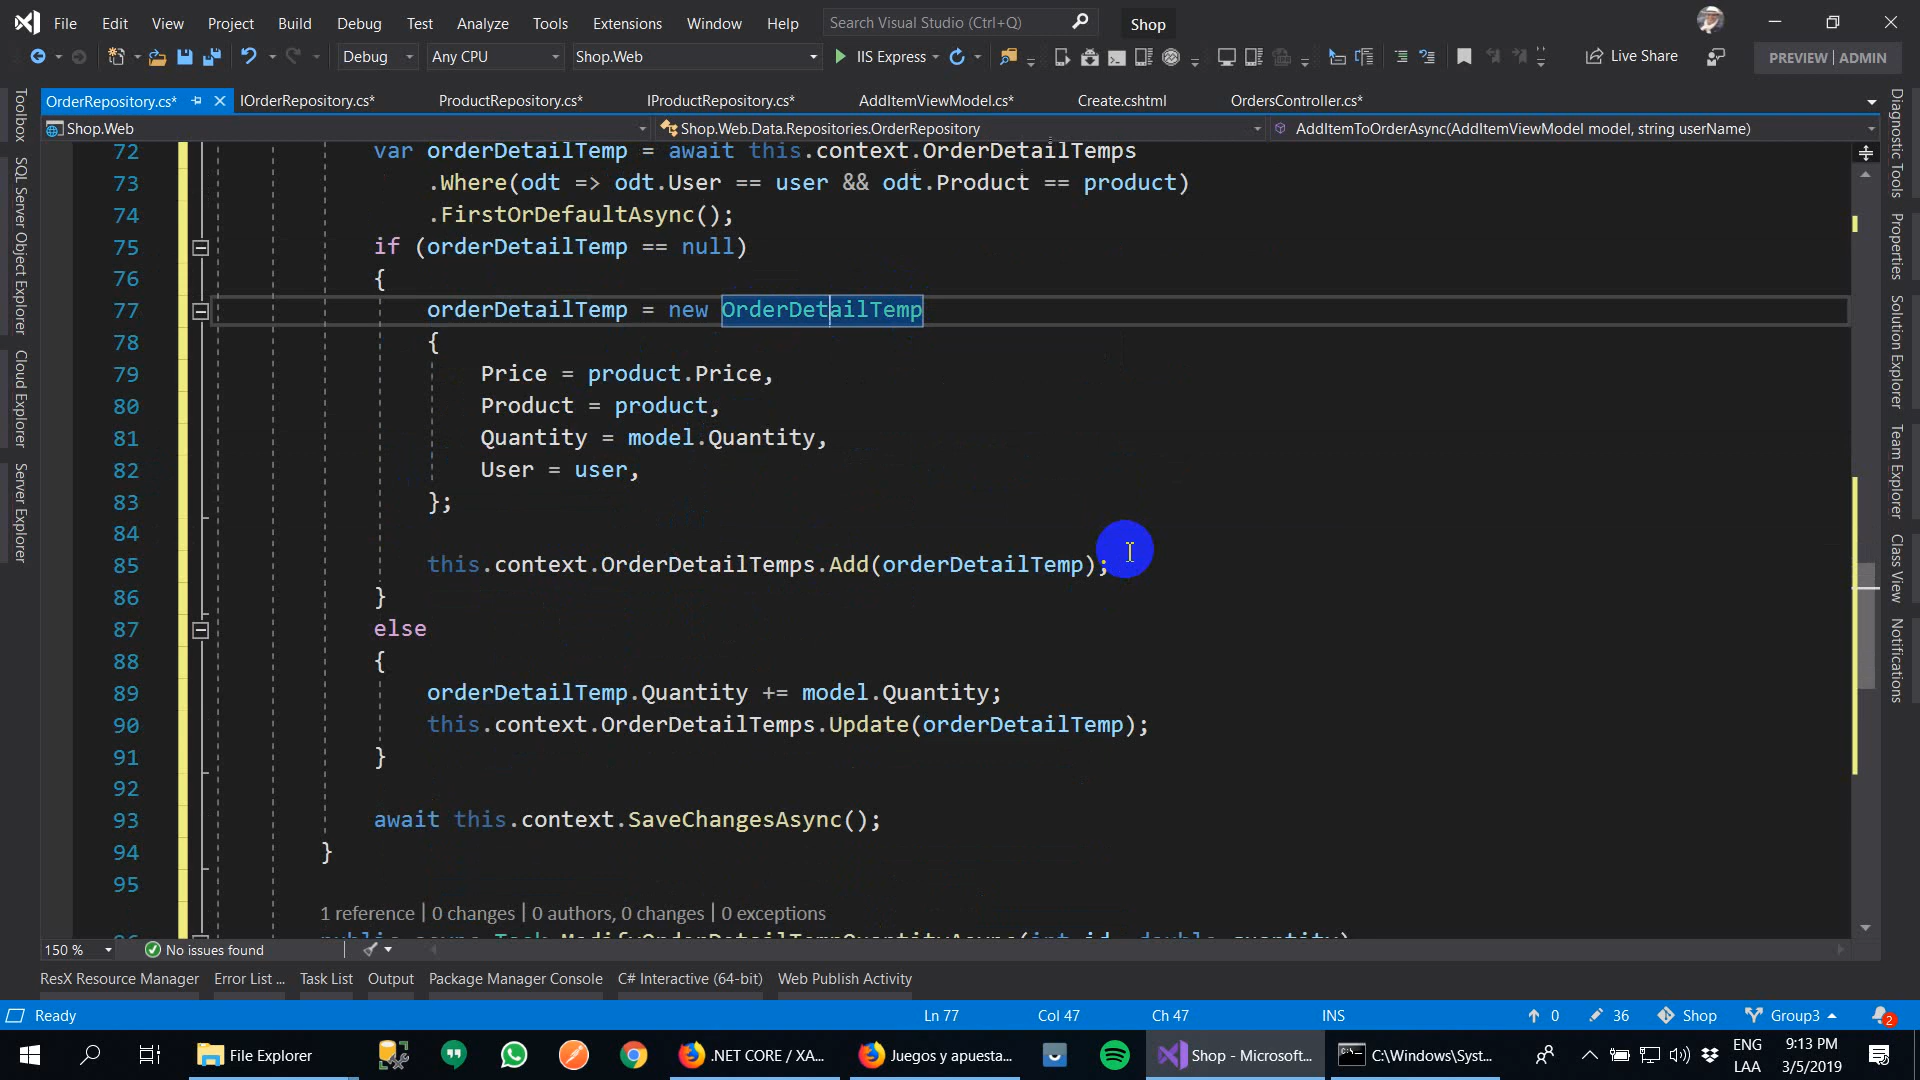 File Edit View Project Build Debug Test Analyze Tools Extensions Window Help Search Visual Studio (Ctrl+Q) Shop
Debug Any CPU Shop.Web IIS Express Live Share PREVIEW | ADMIN
OrderRepository.cs* IOrderRepository.cs* ProductRepository.cs* IProductRepository.cs* AddItemViewModel.cs* Create.cshtml OrdersController.cs*
Shop.Web Shop.Web.Data.Repositories.OrderRepository AddItemToOrderAsync(AddItemViewModel model, string userName)
Toolbox
SQL Server Object Explorer
Cloud Explorer
Server Explorer
72 var orderDetailTemp = await this.context.OrderDetailTemps
73 .Where(odt => odt.User == user && odt.Product == product)
74 .FirstOrDefaultAsync();
75 if (orderDetailTemp == null)
76 {
77 orderDetailTemp = new OrderDetailTemp
78 {
79 Price = product.Price,
80 Product = product,
81 Quantity = model.Quantity,
82 User = user,
83 };
84
85 this.context.OrderDetailTemps.Add(orderDetailTemp);
86 }
87 else
88 {
89 orderDetailTemp.Quantity += model.Quantity;
90 this.context.OrderDetailTemps.Update(orderDetailTemp);
91 }
92
93 await this.context.SaveChangesAsync();
94 }
95
1 reference | 0 changes | 0 authors, 0 changes | 0 exceptions
96 public async Task ModifyOrderDetailTempQuantityAsync(int id, double quantity)
Diagnostic Tools
Properties
Solution Explorer
Team Explorer
Class View
Notifications
150 % No issues found
ResX Resource Manager Error List ... Task List Output Package Manager Console C# Interactive (64-bit) Web Publish Activity
Ready Ln 77 Col 47 Ch 47 INS 0 36 Shop Group3 2
File Explorer .NET CORE / XA... Juegos y apuesta... Shop - Microsoft... C:\Windows\Syst... ENG 9:13 PM
LAA 3/5/2019